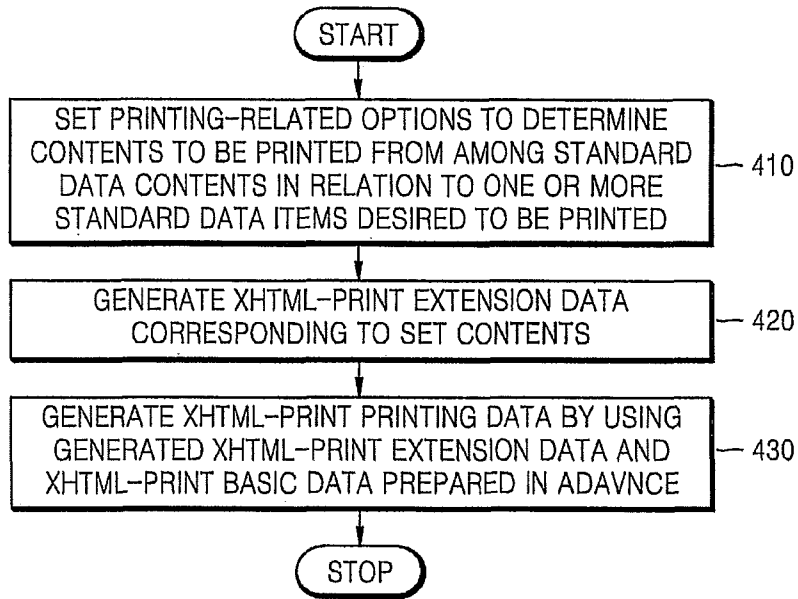 START
SET PRINTING-RELATED OPTIONS TO DETERMINE
CONTENTS TO BE PRINTED FROM AMONG STANDARD
DATA CONTENTS IN RELATION TO ONE OR MORE
STANDARD DATA ITEMS DESIRED TO BE PRINTED
410
GENERATE XHTML-PRINT EXTENSION DATA
CORRESPONDING TO SET CONTENTS
420
GENERATE XHTML-PRINT PRINTING DATA BY USING
GENERATED XHTML-PRINT EXTENSION DATA AND
XHTML-PRINT BASIC DATA PREPARED IN ADAVNCE
430
STOP